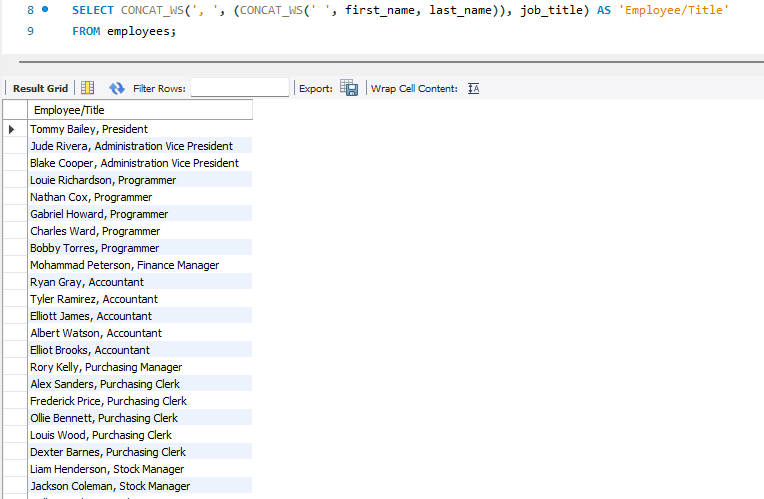 8 SELECT CONCAT_WS(', ', (CONCAT_WS(' ', first_name, last_name)), job_title) AS 'Employee/Title'
9 FROM employees;
Result Grid Filter Rows: Export: Wrap Cell Content:
Employee/Title
Tommy Bailey, President
Jude Rivera, Administration Vice President
Blake Cooper, Administration Vice President
Louie Richardson, Programmer
Nathan Cox, Programmer
Gabriel Howard, Programmer
Charles Ward, Programmer
Bobby Torres, Programmer
Mohammad Peterson, Finance Manager
Ryan Gray, Accountant
Tyler Ramirez, Accountant
Elliott James, Accountant
Albert Watson, Accountant
Elliot Brooks, Accountant
Rory Kelly, Purchasing Manager
Alex Sanders, Purchasing Clerk
Frederick Price, Purchasing Clerk
Ollie Bennett, Purchasing Clerk
Louis Wood, Purchasing Clerk
Dexter Barnes, Purchasing Clerk
Liam Henderson, Stock Manager
Jackson Coleman, Stock Manager